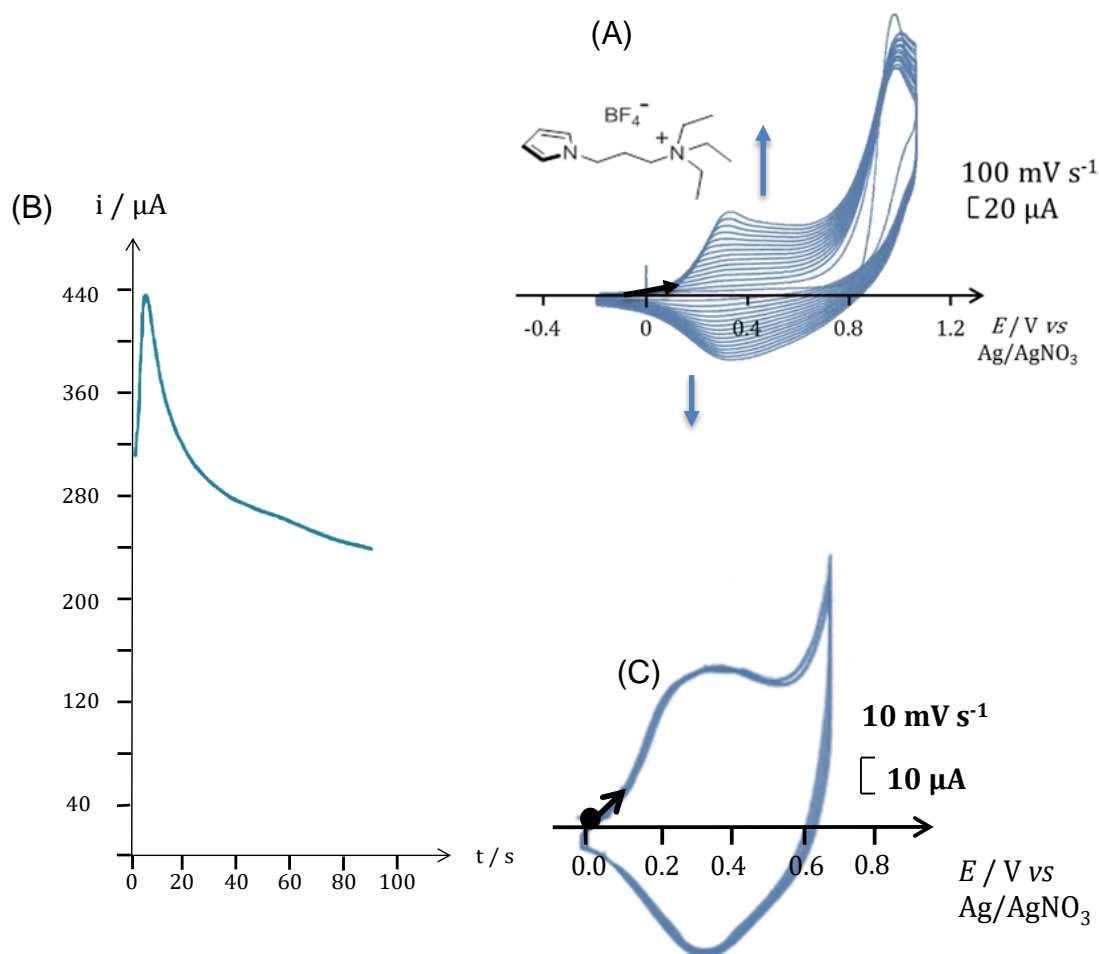 (A)
BF₄⁻
N
+
N
100 mV s⁻¹
20 µA
-0.4
0
0.4
0.8
1.2
E / V vs
Ag/AgNO₃
(B)
i / µA
440
360
280
200
120
40
0
20
40
60
80
100
t / s
(C)
10 mV s⁻¹
10 µA
0.0
0.2
0.4
0.6
0.8
E / V vs
Ag/AgNO₃